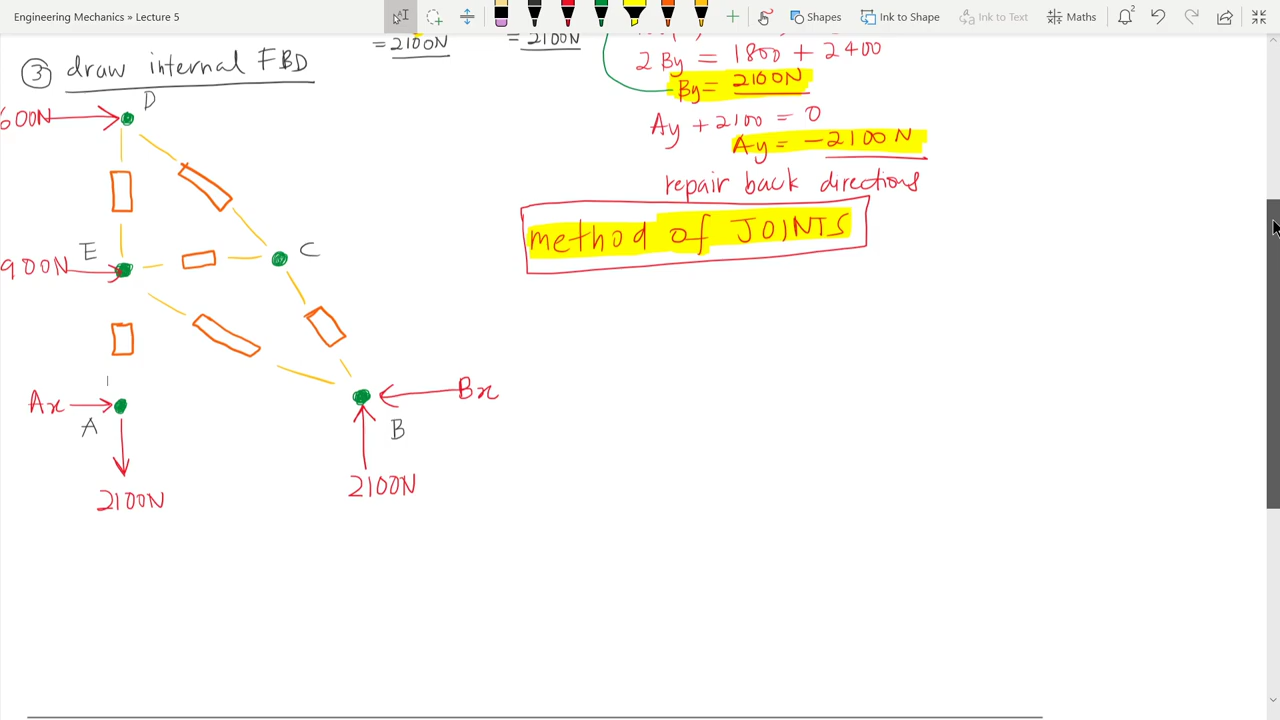 Engineering Mechanics » Lecture 5
Shapes
Ink to Shape
Ink to Text
Maths
= 2100N
= 2100N
2 By = 1800 + 2400
By = 2100N
Ay + 2100 = 0
Ay = -2100 N
repair back directions
method of JOINTS
3 draw internal FBD
D
600N
E
C
900N
Ax
A
Bx
B
2100N
2100N